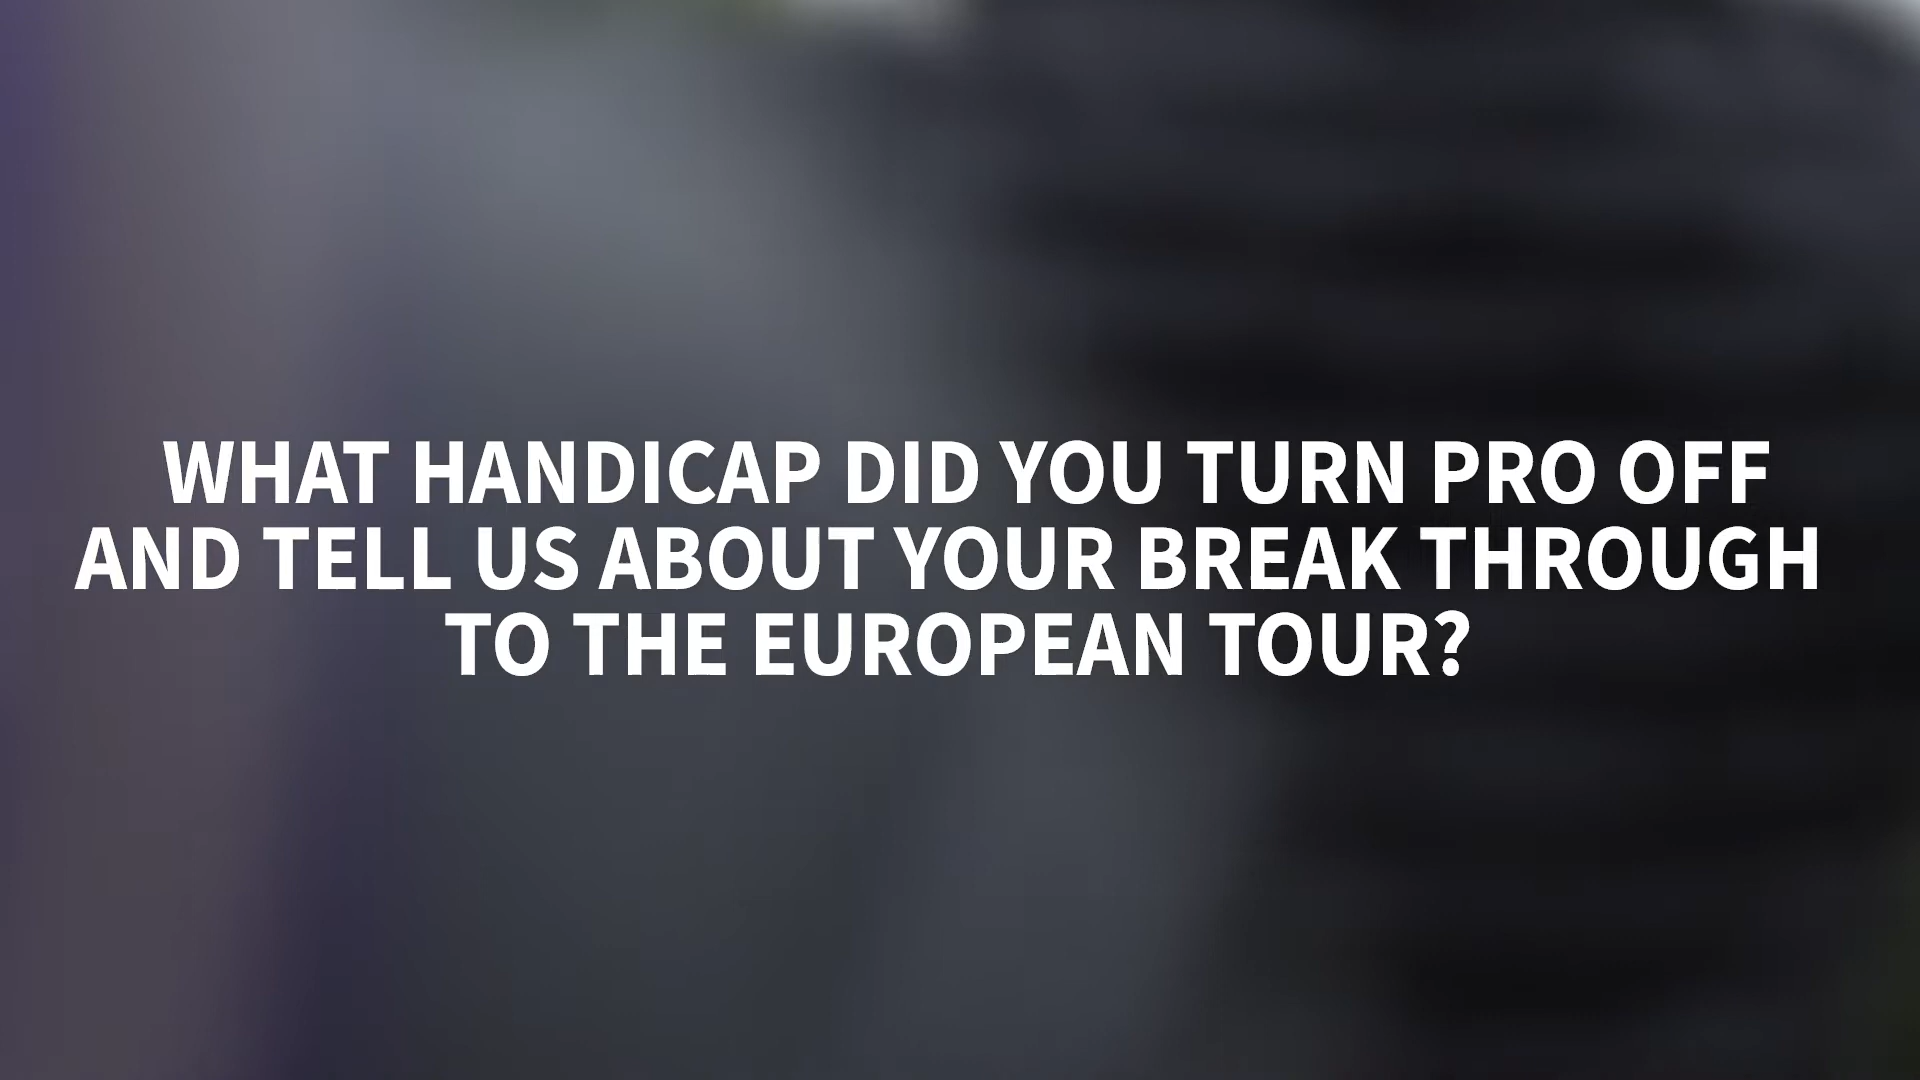 WHAT HANDICAP DID YOU TURN PRO OFF
AND TELL US ABOUT YOUR BREAK THROUGH
TO THE EUROPEAN TOUR?